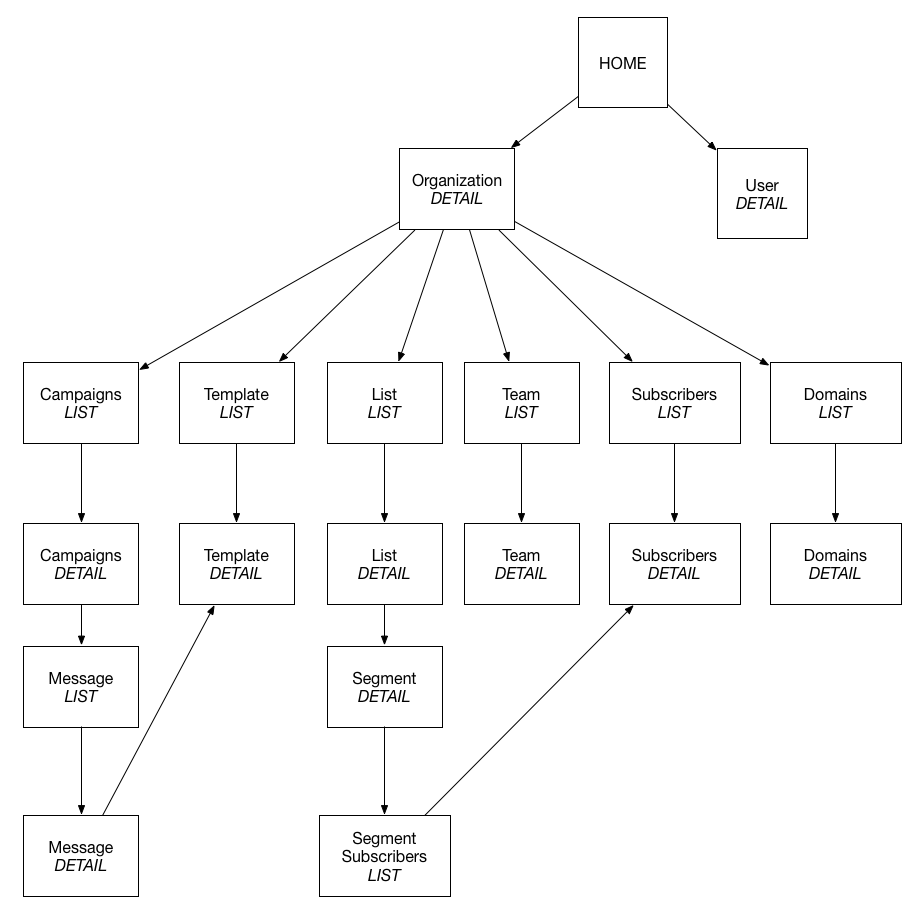 HOME
Organization
DETAIL
User
DETAIL
Campaigns
LIST
Template
LIST
List
LIST
Team
LIST
Subscribers
LIST
Domains
LIST
Campaigns
DETAIL
Template
DETAIL
List
DETAIL
Team
DETAIL
Subscribers
DETAIL
Domains
DETAIL
Message
LIST
Segment
DETAIL
Message
DETAIL
Segment
Subscribers
LIST